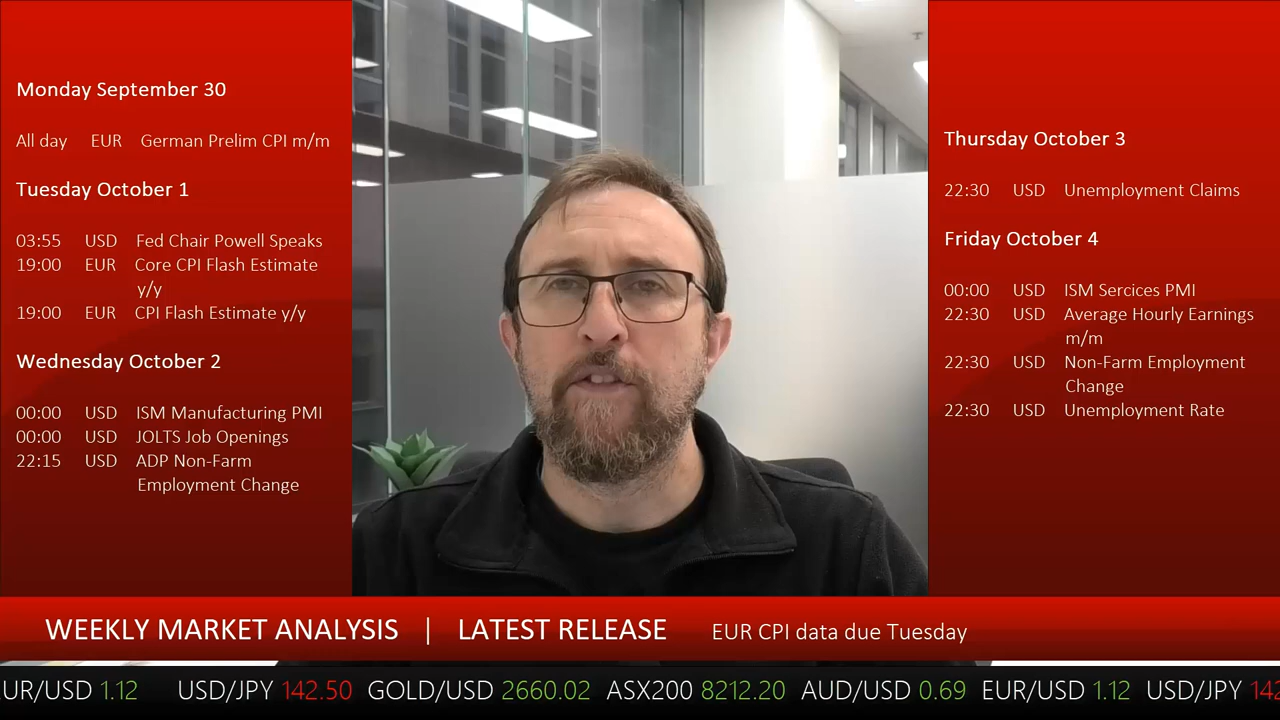 Monday September 30
All day EUR German Prelim CPI m/m
Tuesday October 1
03:55 USD Fed Chair Powell Speaks
19:00 EUR Core CPI Flash Estimate
y/y
19:00 EUR CPI Flash Estimate y/y
Wednesday October 2
00:00 USD ISM Manufacturing PMI
00:00 USD JOLTS Job Openings
22:15 USD ADP Non-Farm
Employment Change
Thursday October 3
22:30 USD Unemployment Claims
Friday October 4
00:00 USD ISM Sercices PMI
22:30 USD Average Hourly Earnings
m/m
22:30 USD Non-Farm Employment
Change
22:30 USD Unemployment Rate
WEEKLY MARKET ANALYSIS | LATEST RELEASE EUR CPI data due Tuesday
UR/USD 1.12 USD/JPY 142.50 GOLD/USD 2660.02 ASX200 8212.20 AUD/USD 0.69 EUR/USD 1.12 USD/JPY 142